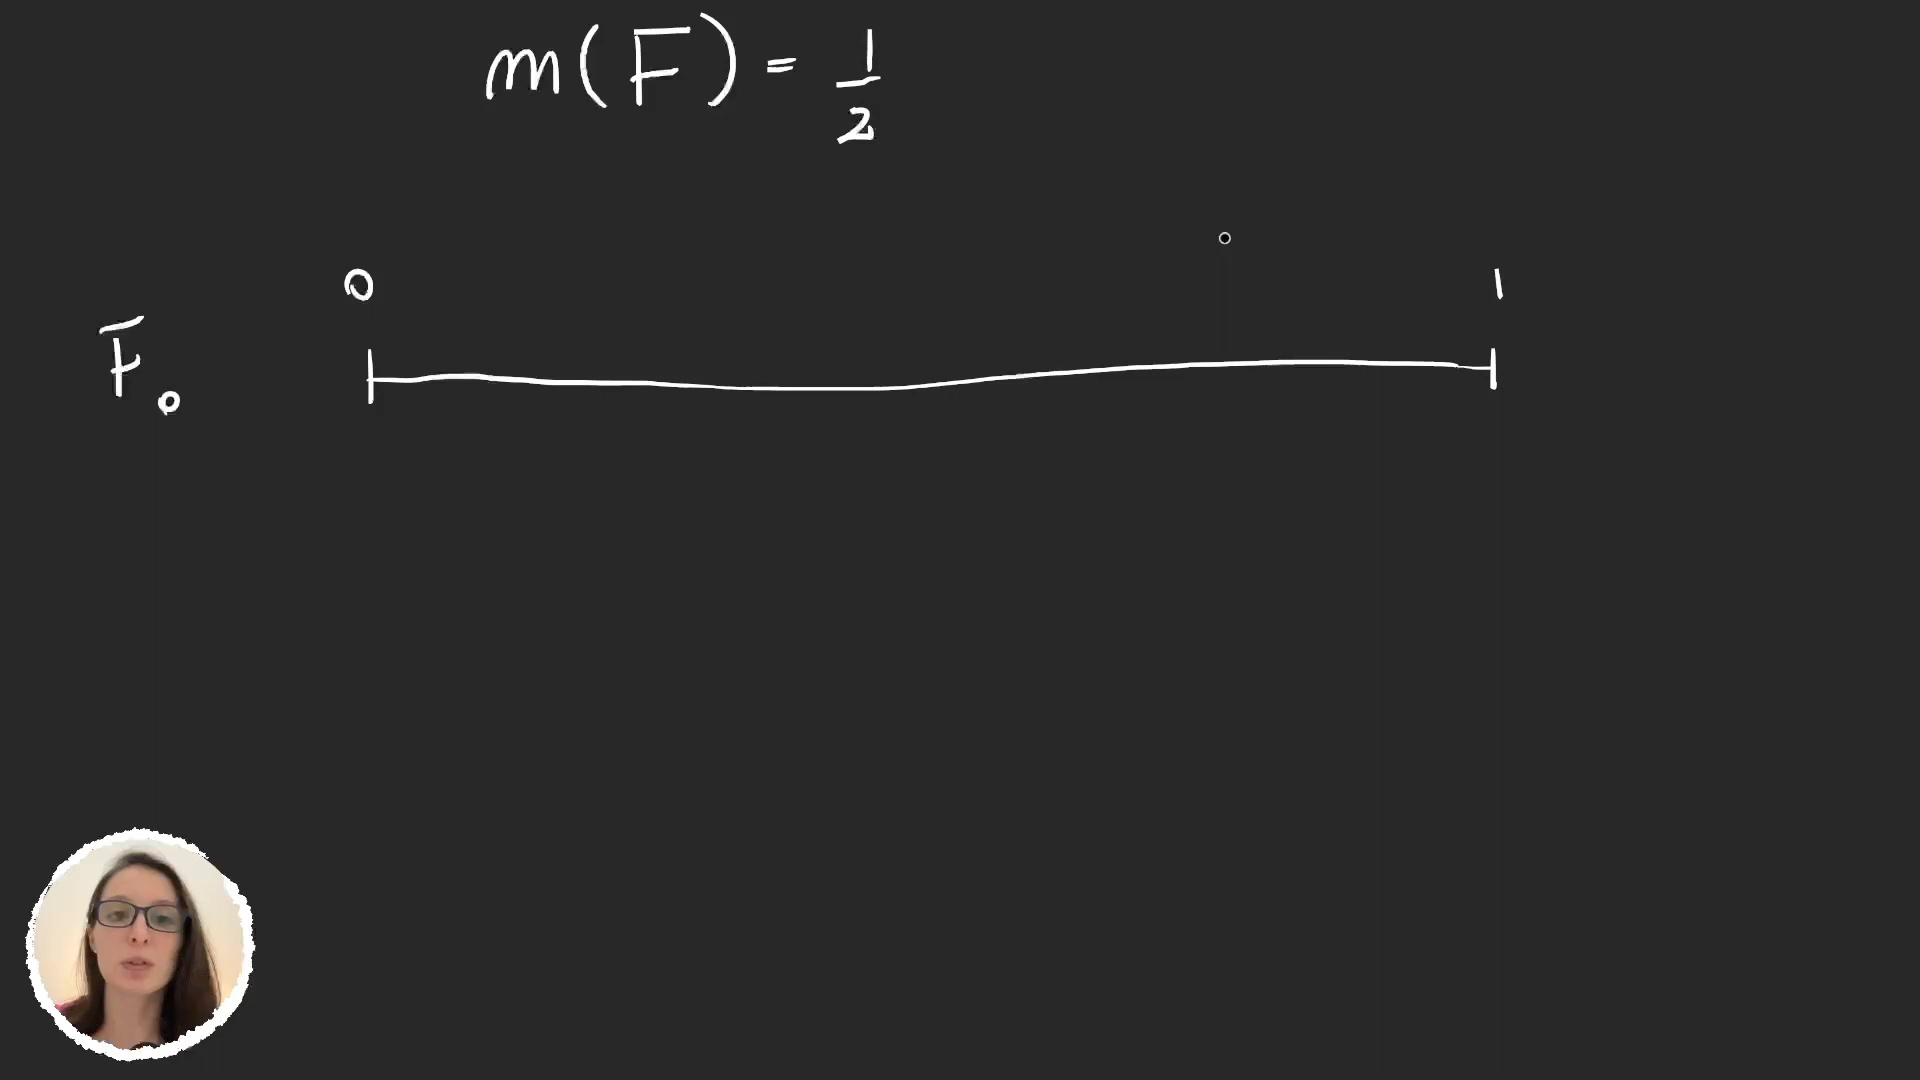 m(F) = 1/2
0 1
F₀